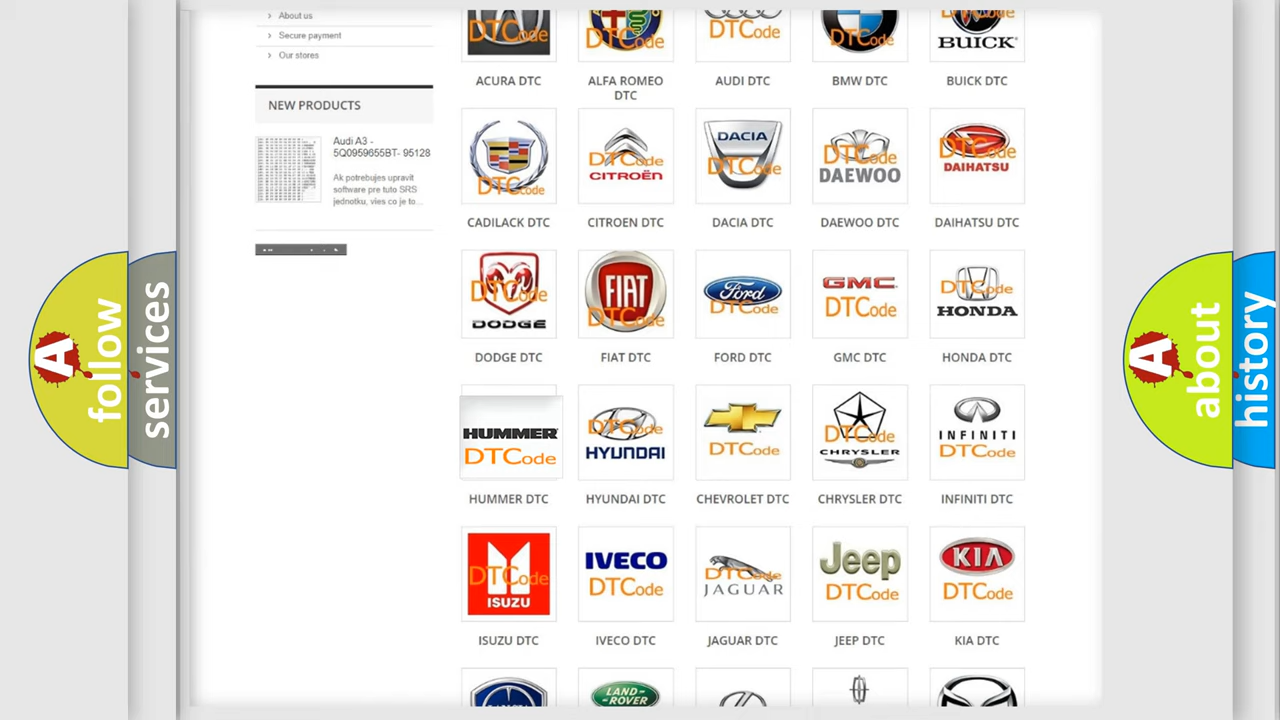 About us
Secure payment
Our stores
NEW PRODUCTS
Audi A3 -
5Q0959655BT- 95128
Ak potrebujes upravit
software pre tuto SRS
jednotku, vies co je to...
DTCode DTCode DTCode DTCode DTCode
BUICK
ACURA DTC ALFA ROMEO DTC AUDI DTC BMW DTC BUICK DTC
DTCode
DTCode CITROËN
DACIA DTCode
DTCode DAEWOO
DTCode DAIHATSU
CADILACK DTC CITROEN DTC DACIA DTC DAEWOO DTC DAIHATSU DTC
DTCode DODGE
FIAT DTCode
Ford DTCode
GMC DTCode
DTCode HONDA
DODGE DTC FIAT DTC FORD DTC GMC DTC HONDA DTC
HUMMER DTCode
DTCode HYUNDAI
DTCode
DTCode CHRYSLER
INFINITI DTCode
HUMMER DTC HYUNDAI DTC CHEVROLET DTC CHRYSLER DTC INFINITI DTC
DTCode ISUZU
IVECO DTCode
DTCode JAGUAR
Jeep DTCode
KIA DTCode
ISUZU DTC IVECO DTC JAGUAR DTC JEEP DTC KIA DTC
LAND-
ROVER
A follow
services
A about
history